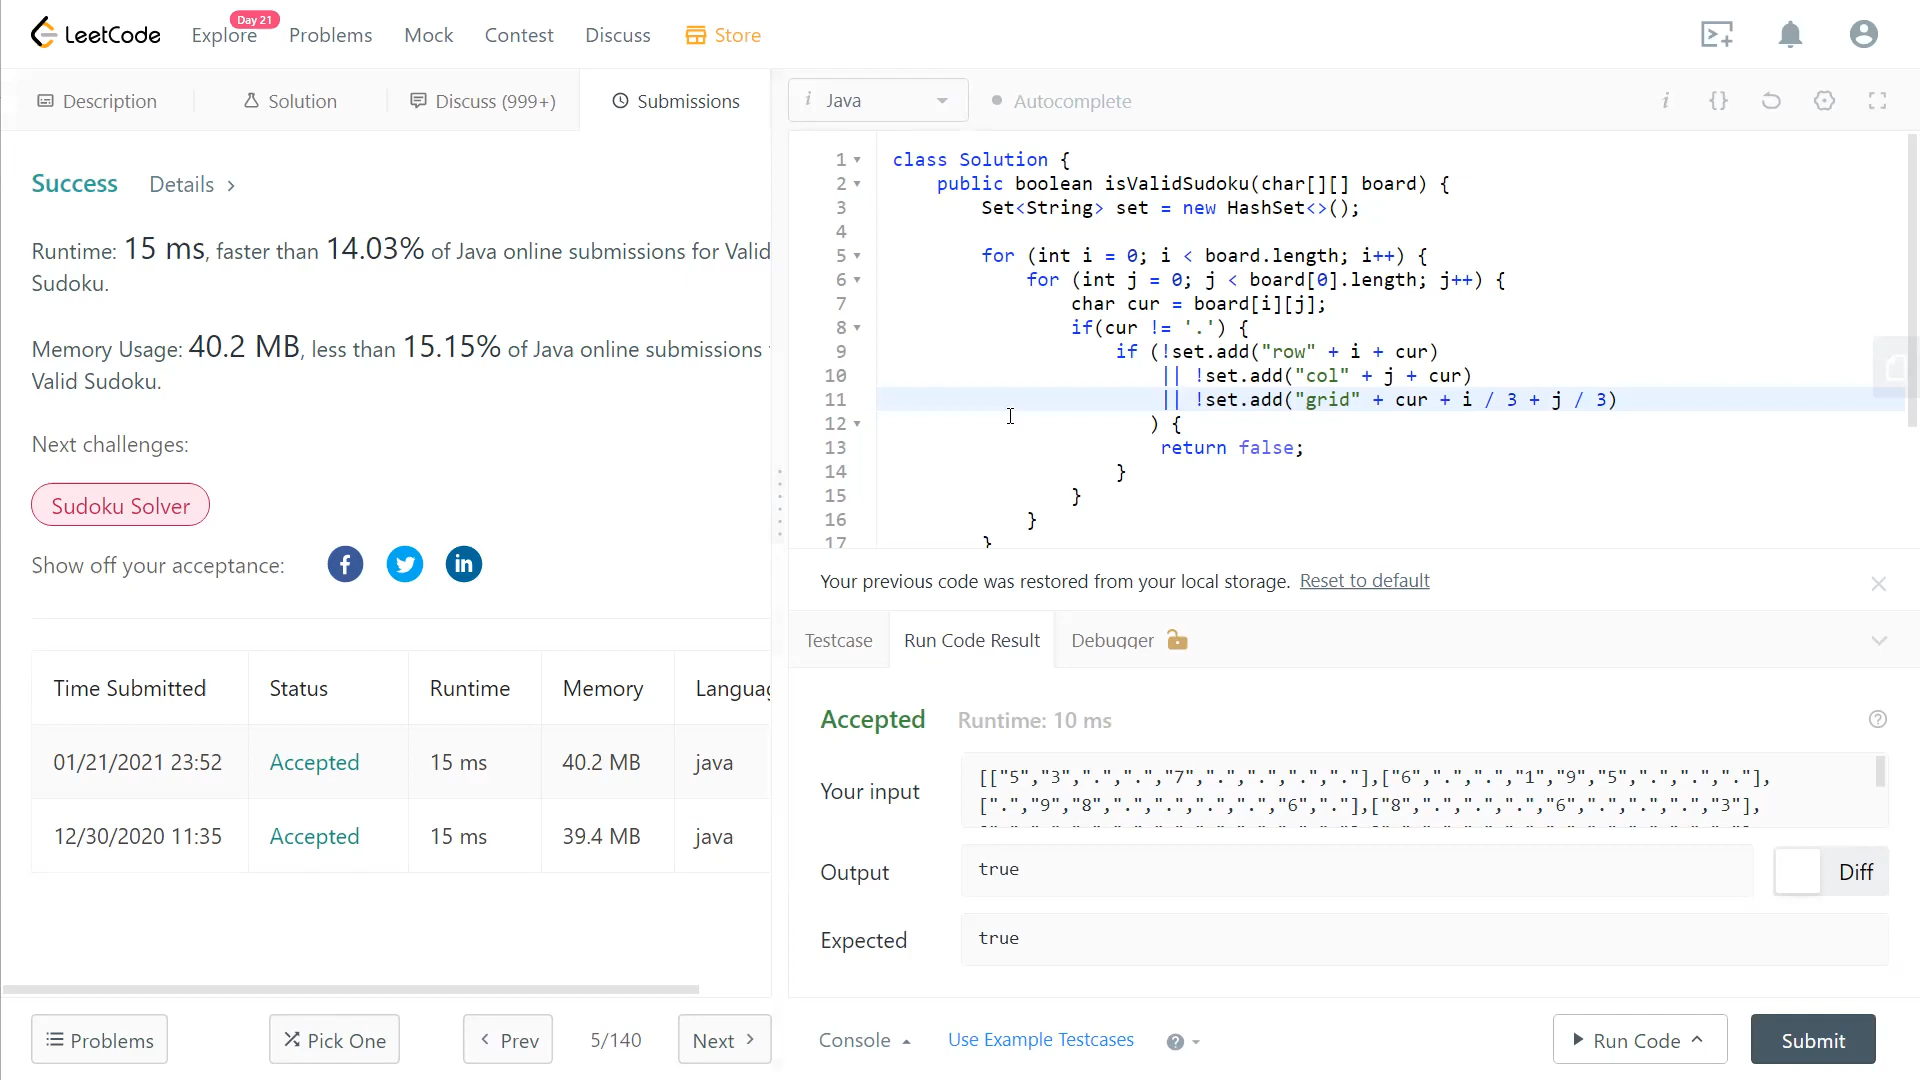 LeetCode
Explore
Day 21
Problems
Mock
Contest
Discuss
Store
Description
Solution
Discuss (999+)
Submissions
Success
Details
Runtime: 15 ms, faster than 14.03% of Java online submissions for Valid
Sudoku.
Memory Usage: 40.2 MB, less than 15.15% of Java online submissions
Valid Sudoku.
Next challenges:
Sudoku Solver
Show off your acceptance:
Time Submitted Status Runtime Memory Languag
01/21/2021 23:52 Accepted 15 ms 40.2 MB java
12/30/2020 11:35 Accepted 15 ms 39.4 MB java
Problems
Pick One
Prev
5/140
Next
i Java
Autocomplete
i {}
1 class Solution {
2 public boolean isValidSudoku(char[][] board) {
3 Set<String> set = new HashSet<>();
4
5 for (int i = 0; i < board.length; i++) {
6 for (int j = 0; j < board[0].length; j++) {
7 char cur = board[i][j];
8 if(cur != '.') {
9 if (!set.add("row" + i + cur)
10 || !set.add("col" + j + cur)
11 || !set.add("grid" + cur + i / 3 + j / 3)
12 ) {
13 return false;
14 }
15 }
16 }
17 }
Your previous code was restored from your local storage. Reset to default
Testcase
Run Code Result
Debugger
Accepted Runtime: 10 ms
Your input
[["5","3",".",".","7",".",".",".","."],["6",".",".","1","9","5",".",".","."],
[".","9","8",".",".",".",".","6","."],["8",".",".",".","6",".",".",".","3"],
Output
true
Diff
Expected
true
Console
Use Example Testcases
Run Code
Submit